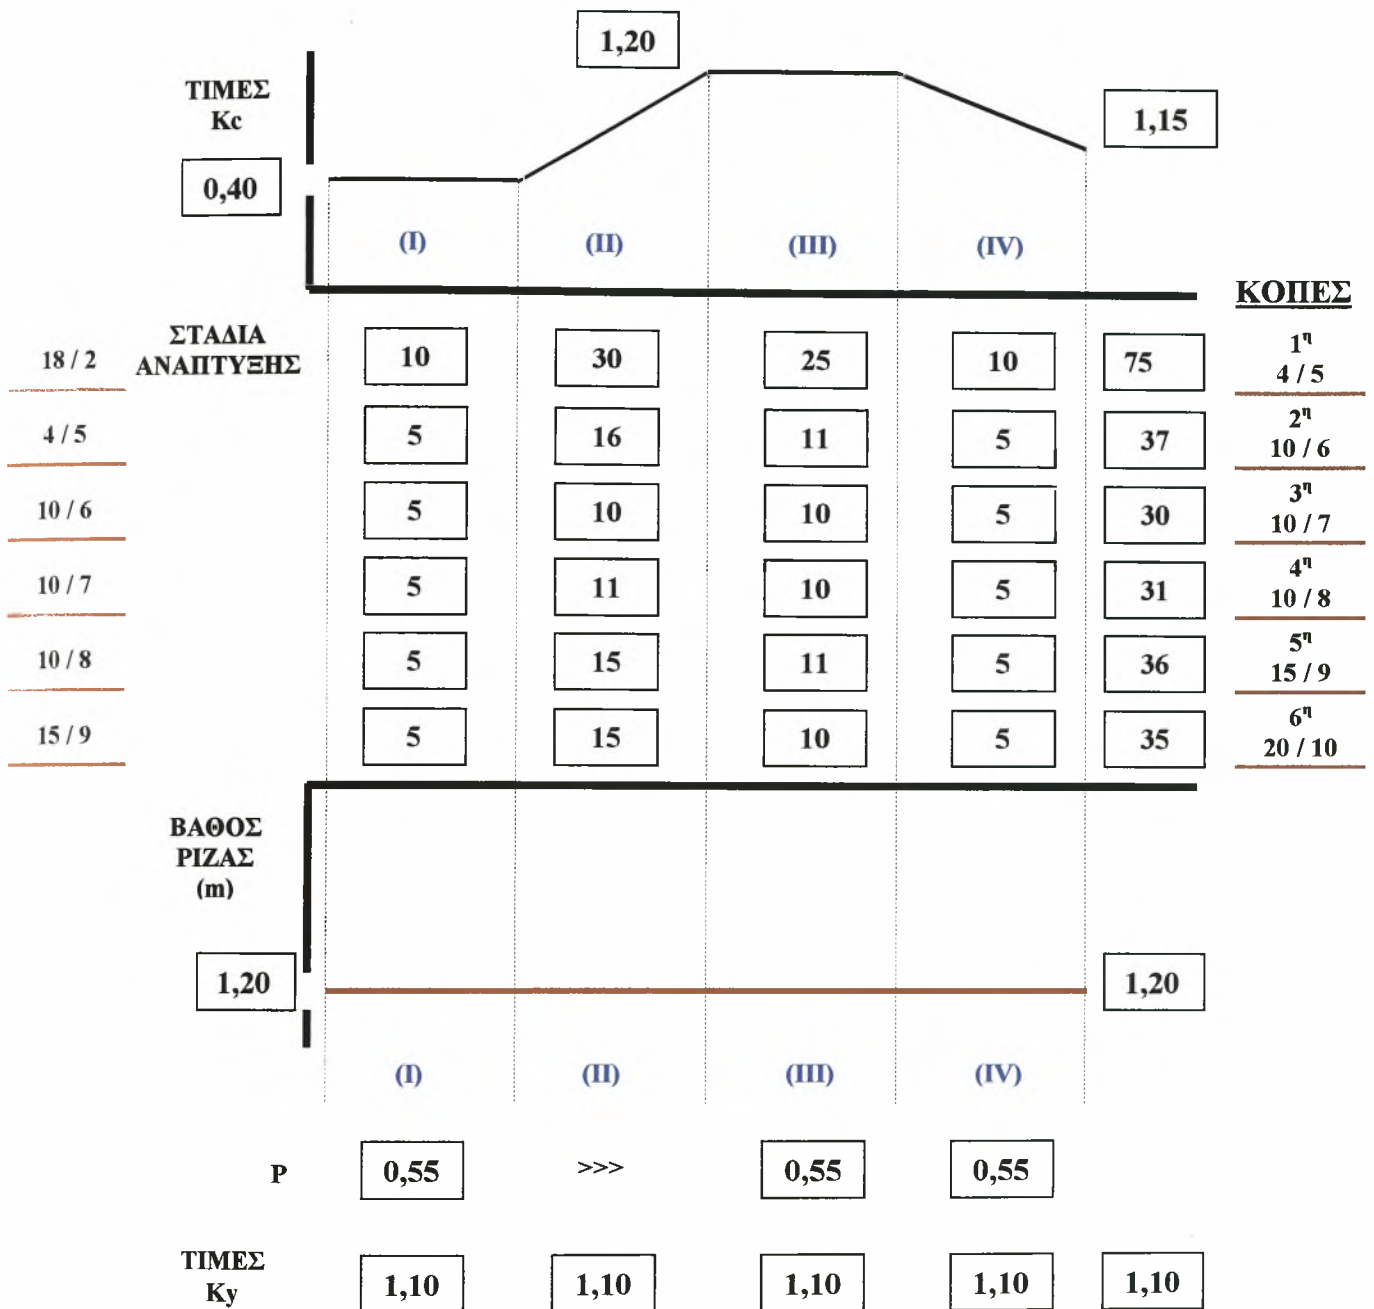 1,20
ΤΙΜΕΣ
Kc
1,15
0,40
(I) (II) (III) (IV)
ΚΟΠΕΣ
ΣΤΑΔΙΑ
ΑΝΑΠΤΥΞΗΣ
18 / 2 10 30 25 10 75 1η
4 / 5
4 / 5 5 16 11 5 37 2η
10 / 6
10 / 6 5 10 10 5 30 3η
10 / 7
10 / 7 5 11 10 5 31 4η
10 / 8
10 / 8 5 15 11 5 36 5η
15 / 9
15 / 9 5 15 10 5 35 6η
20 / 10
ΒΑΘΟΣ
ΡΙΖΑΣ
(m)
1,20 1,20
(I) (II) (III) (IV)
P 0,55 >>> 0,55 0,55
ΤΙΜΕΣ
Ky 1,10 1,10 1,10 1,10 1,10